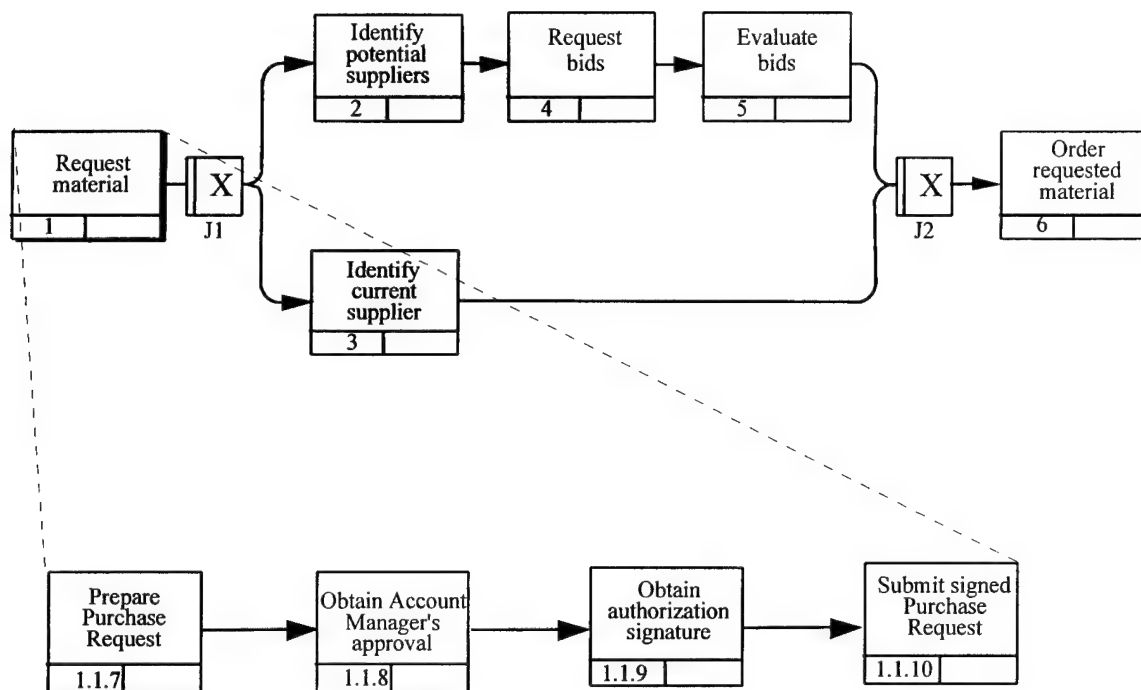 Identify
potential
suppliers
2
Request
bids
4
Evaluate
bids
5
Request
material
1
X
J1
X
J2
Order
requested
material
6
Identify
current
supplier
3
Prepare
Purchase
Request
1.1.7
Obtain Account
Manager's
approval
1.1.8
Obtain
authorization
signature
1.1.9
Submit signed
Purchase
Request
1.1.10